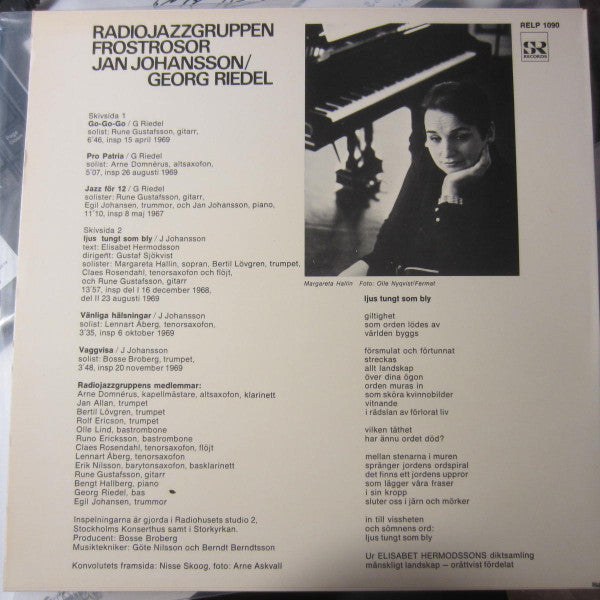 RADIOJAZZGRUPPEN
FROSTROSOR
JAN JOHANSSON/
GEORG RIEDEL
RELP 1090
SR
RECORDS
Skivsida 1
Go-Go-Go / G Riedel
solist: Rune Gustafsson, gitarr,
6'46, insp 15 april 1969
Pro Patria / G Riedel
solist: Arne Domnérus, altsaxofon,
5'07, insp 26 augusti 1969
Jazz för 12 / G Riedel
solister: Rune Gustafsson, gitarr,
Egil Johansen, trummor, och Jan Johansson, piano,
11'10, insp 8 maj 1967
Skivsida 2
ljus tungt som bly / J Johansson
text: Elisabet Hermodsson
dirigent: Gustaf Sjökvist
solister: Margareta Hallin, sopran, Bertil Lövgren, trumpet,
Claes Rosendahl, tenorsaxofon och flöjt,
och Rune Gustafsson, gitarr
13'57, insp del I 16 december 1968,
del II 23 augusti 1969
Vänliga hälsningar / J Johansson
solist: Lennart Åberg, tenorsaxofon,
3'35, insp 6 oktober 1969
Vaggvisa / J Johansson
solist: Bosse Broberg, trumpet,
3'48, insp 20 november 1969
Radiojazzgruppens medlemmar:
Arne Domnérus, kapellmästare, altsaxofon, klarinett
Jan Allan, trumpet
Bertil Lövgren, trumpet
Rolf Ericson, trumpet
Olle Lind, bastrombone
Runo Ericksson, bastrombone
Claes Rosendahl, tenorsaxofon, flöjt
Lennart Åberg, tenorsaxofon
Erik Nilsson, barytonsaxofon, basklarinett
Rune Gustafsson, gitarr
Bengt Hallberg, piano
Georg Riedel, bas
Egil Johansen, trummor
Inspelningarna är gjorda i Radiohusets studio 2,
Stockholms Konserthus samt i Storkyrkan.
Producent: Bosse Broberg
Musiktekniker: Göte Nilsson och Berndt Berndtsson
Konvolutets framsida: Nisse Skoog, foto: Arne Askvall
Margareta Hallin Foto: Olle Nyqvist/Fermat
ljus tungt som bly
giltighet
som orden lödes av
världen byggs
försmulat och förtunnat
streckas
allt landskap
över dina ögon
orden muras in
som sköra kvinnobilder
vitnande
i rädslan av förlorat liv
vilken täthet
har ännu ordet död?
mellan stenarna i muren
spränger jordens ordspiral
det finns ett jordens uppror
som lägger våra fraser
i sin kropp
sluter oss i järn och mörker
in till vissheten
och sömnens ord:
ljus tungt som bly
Ur ELISABET HERMODSSONS diktsamling
mänskligt landskap – orättvist fördelat